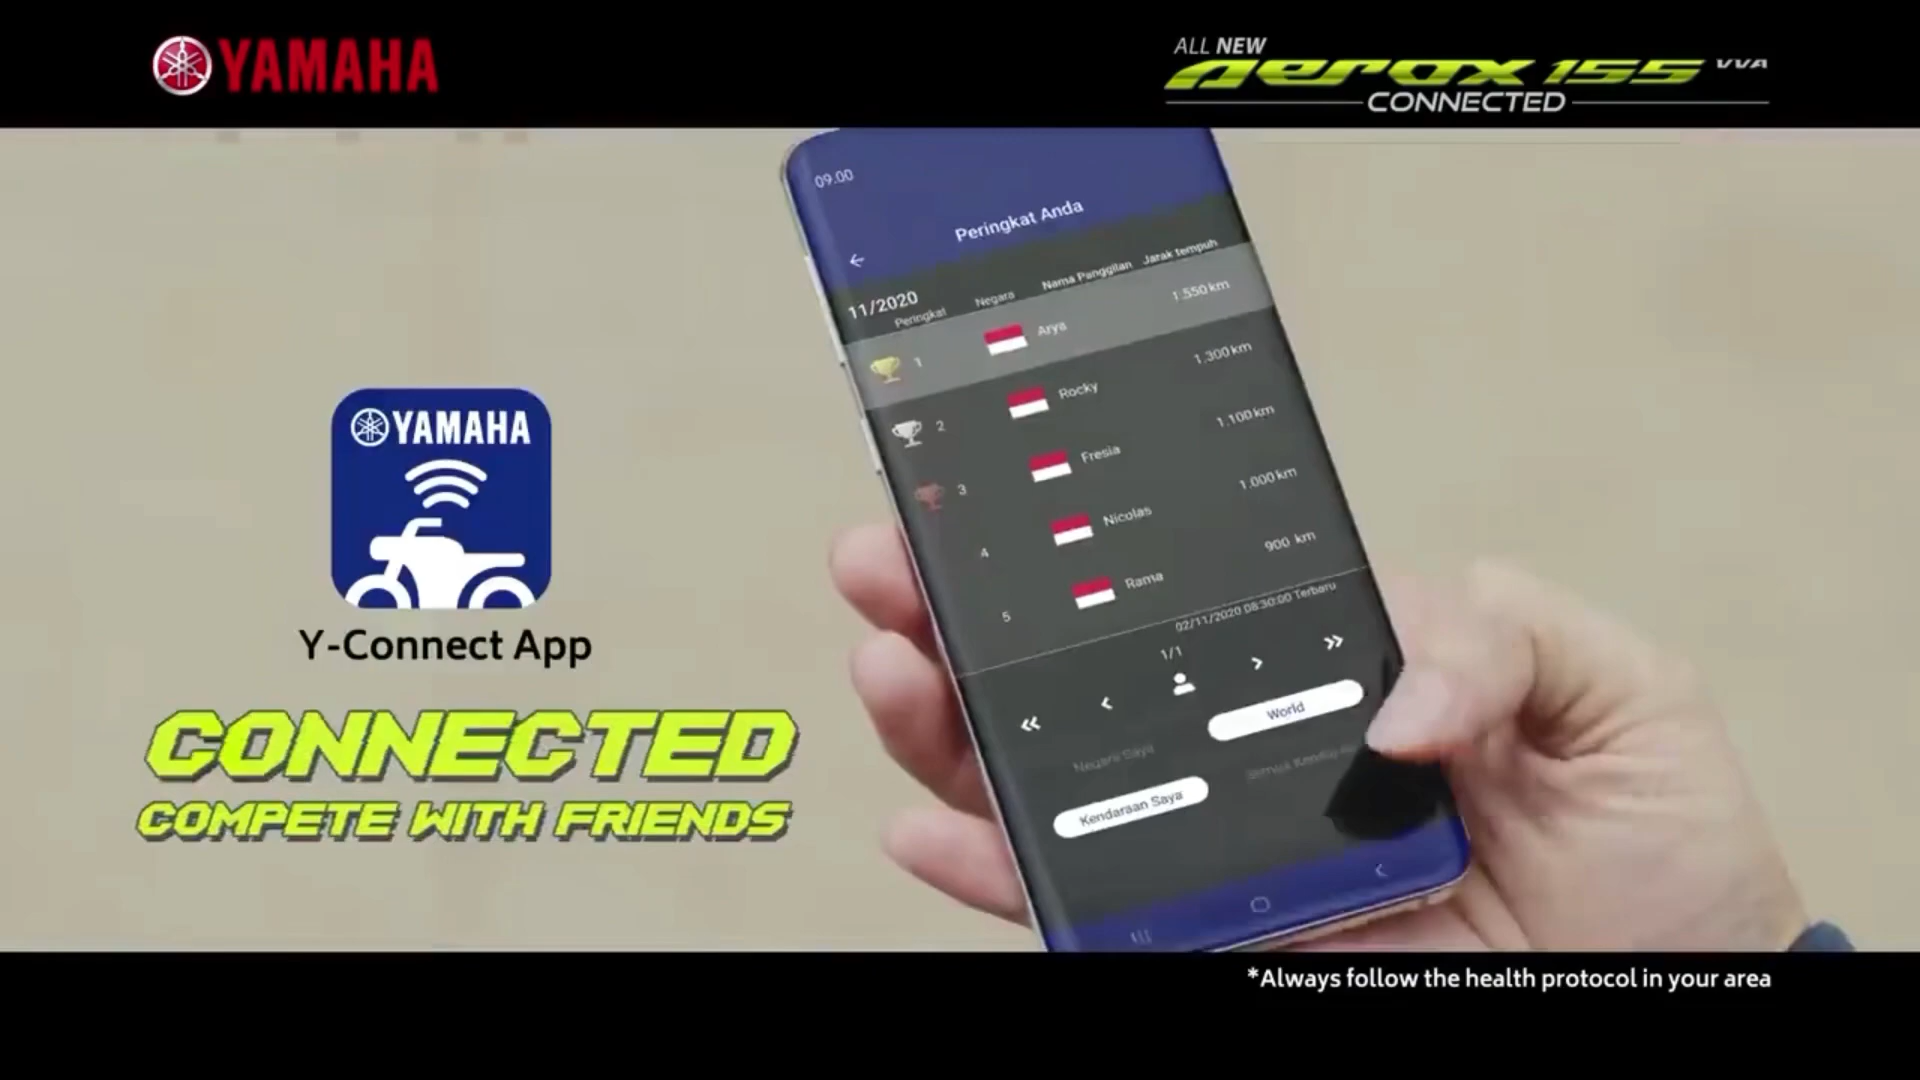 YAMAHA
ALL NEW
Aerox 155 VVA
CONNECTED
09.00
Peringkat Anda
11/2020
Peringkat Negara Nama Panggilan Jarak tempuh
1 Arya 1.550 km
2 Rocky 1.300 km
3 Fresia 1.100 km
4 Nicolas 1.000 km
5 Rama 900 km
02/11/2020 08:30:00 Terbaru
1/1
World
Negara Saya
Kendaraan Saya
YAMAHA
Y-Connect App
CONNECTED
COMPETE WITH FRIENDS
*Always follow the health protocol in your area